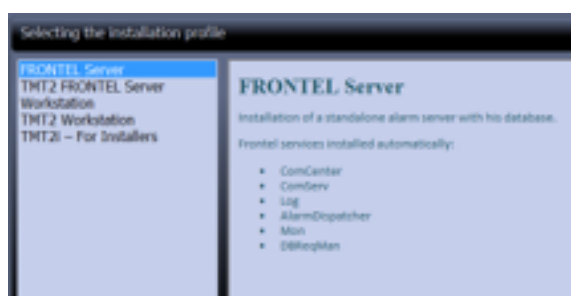 Selecting the installation profile
FRONTEL Server
TMT2 FRONTEL Server
Workstation
TMT2 Workstation
TMT2i – For Installers
FRONTEL Server
Installation of a standalone alarm server with his database.
Frontel services installed automatically:
• ComCenter
• ComServ
• Log
• AlarmDispatcher
• Mon
• DBReqMan